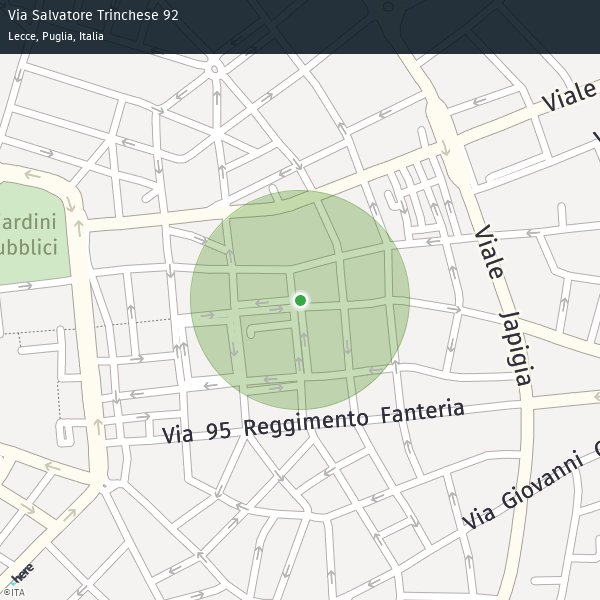 Via Salvatore Trinchese 92
Lecce, Puglia, Italia
Viale
iardini
ubblici
Viale Japigia
Via 95 Reggimento Fanteria
Via Giovanni
here
©ITA